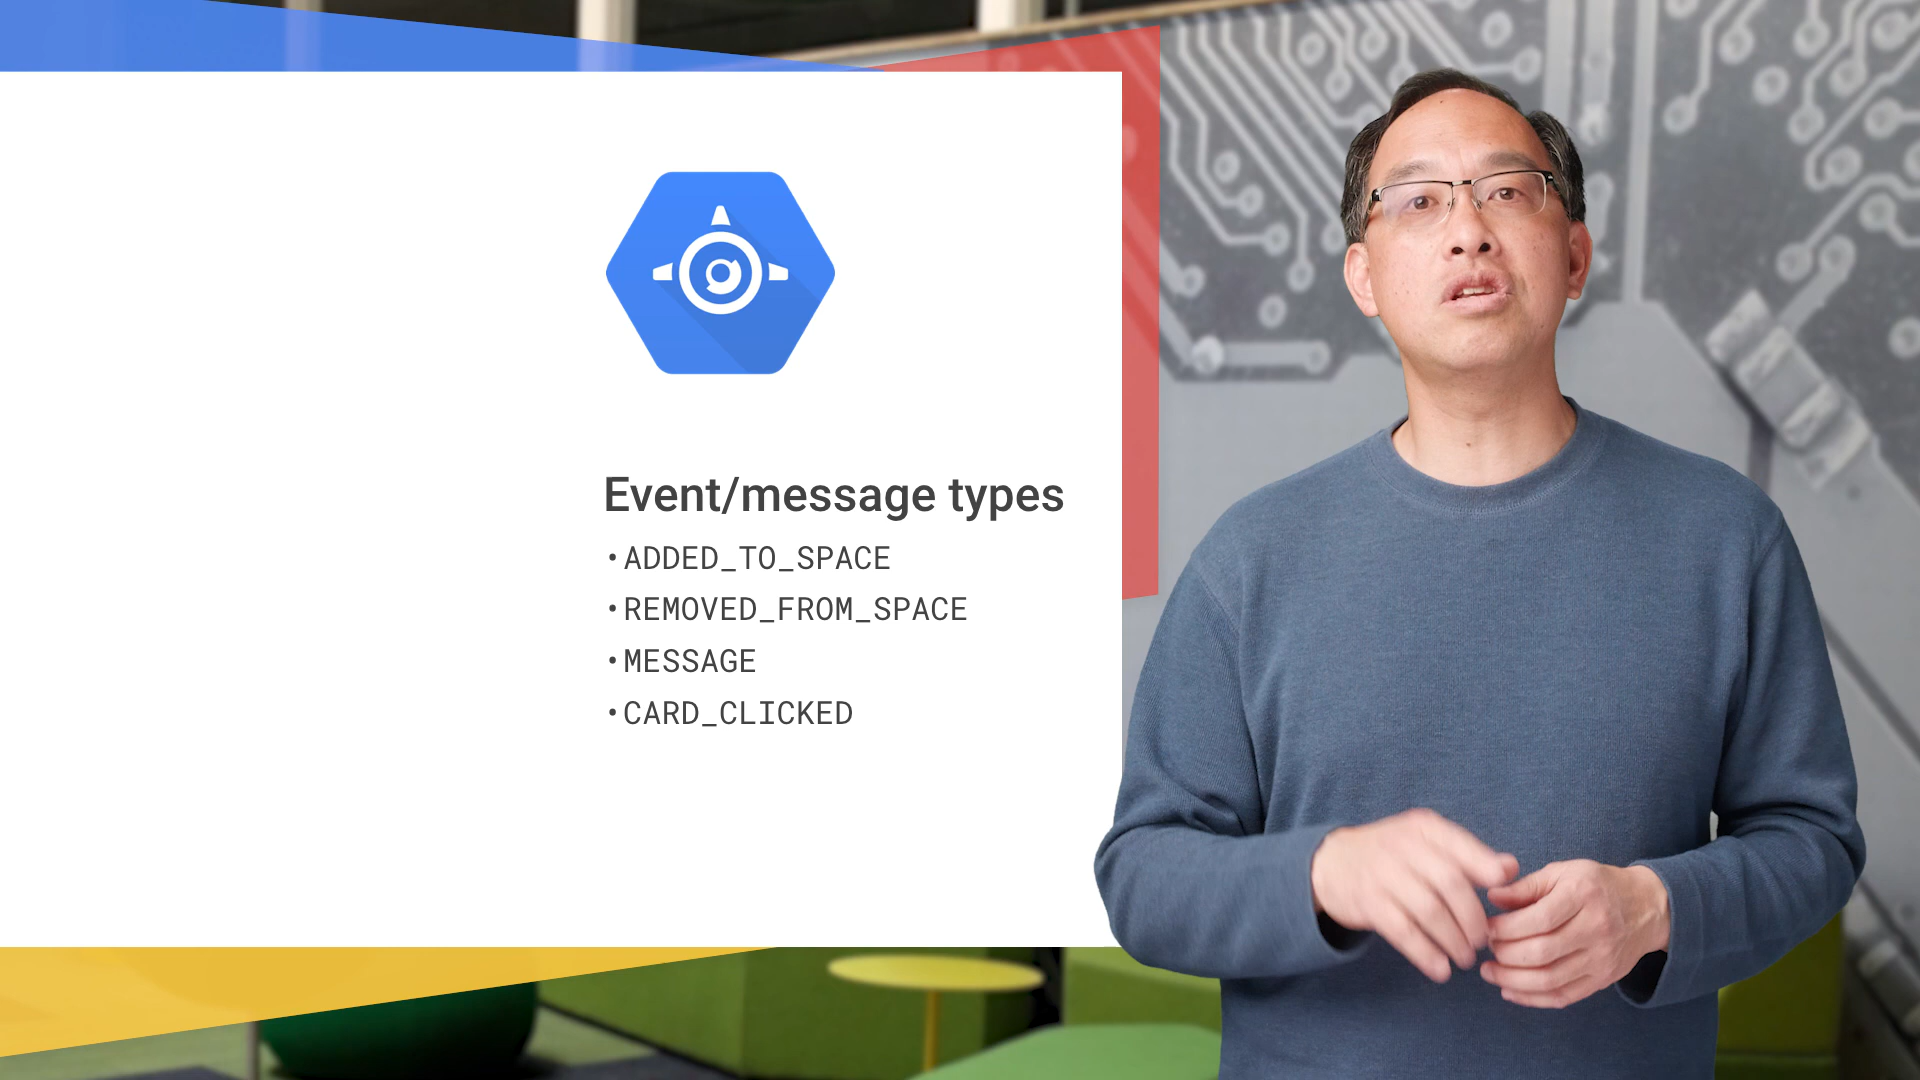 Event/message types
•ADDED_TO_SPACE
•REMOVED_FROM_SPACE
•MESSAGE
•CARD_CLICKED